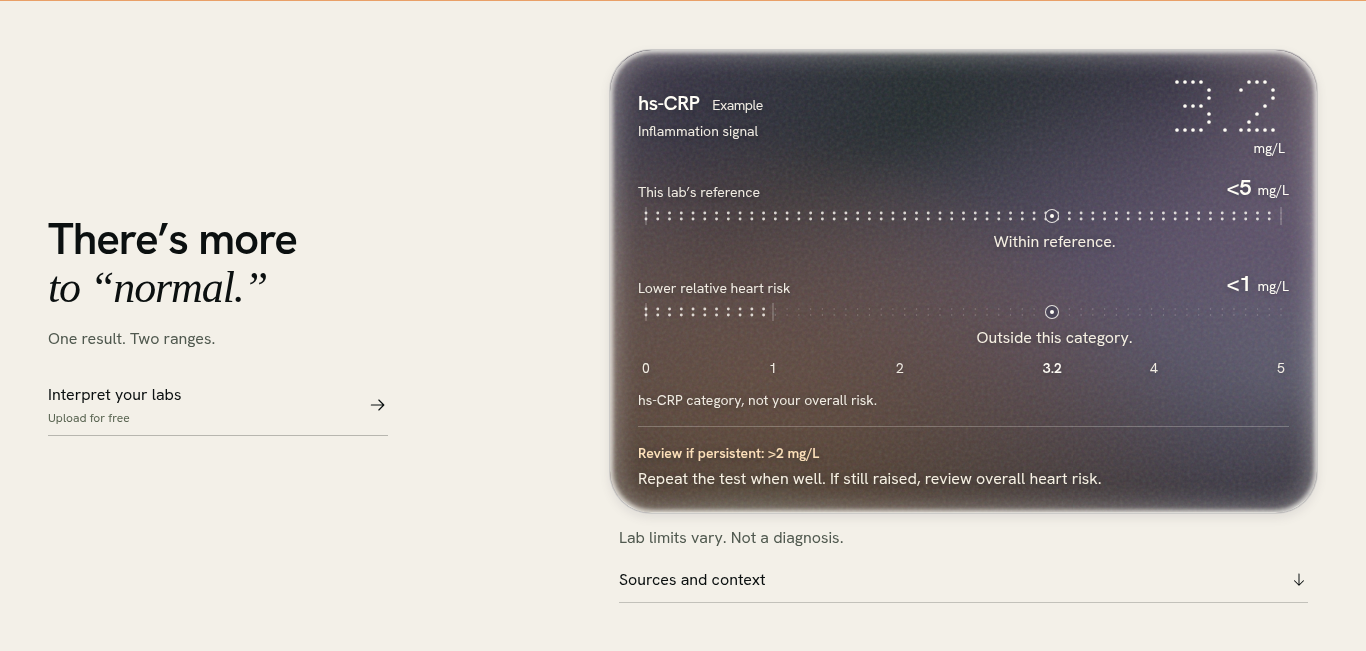 There’s more
to “normal.”
One result. Two ranges.
Interpret your labs
Upload for free
hs-CRP Example
Inflammation signal
3.2
mg/L
This lab’s reference
<5 mg/L
Within reference.
Lower relative heart risk
<1 mg/L
Outside this category.
0 1 2 3.2 4 5
hs-CRP category, not your overall risk.
Review if persistent: >2 mg/L
Repeat the test when well. If still raised, review overall heart risk.
Lab limits vary. Not a diagnosis.
Sources and context